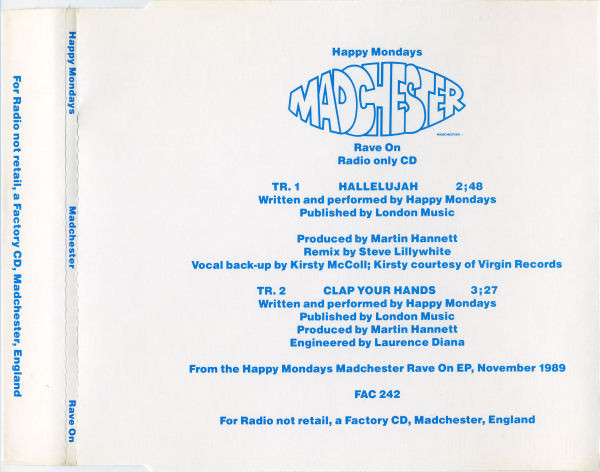 For Radio not retail, a Factory CD, Madchester, England
Happy Mondays
Madchester
Rave On
Happy Mondays
MADCHESTER
MADCHESTER
Rave On
Radio only CD
TR. 1 HALLELUJAH 2;48
Written and performed by Happy Mondays
Published by London Music
Produced by Martin Hannett
Remix by Steve Lillywhite
Vocal back-up by Kirsty McColl; Kirsty courtesy of Virgin Records
TR. 2 CLAP YOUR HANDS 3;27
Written and performed by Happy Mondays
Published by London Music
Produced by Martin Hannett
Engineered by Laurence Diana
From the Happy Mondays Madchester Rave On EP, November 1989
FAC 242
For Radio not retail, a Factory CD, Madchester, England